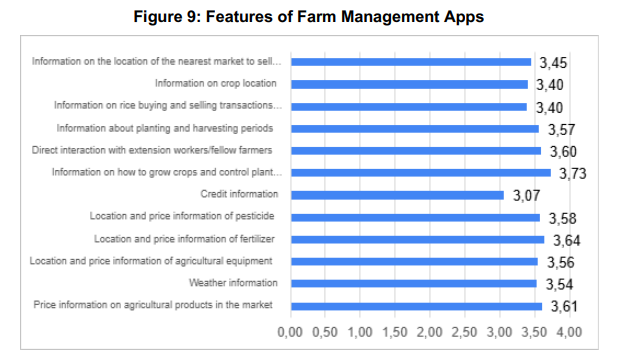 Figure 9: Features of Farm Management Apps
Information on the location of the nearest market to sell... 3,45
Information on crop location 3,40
Information on rice buying and selling transactions... 3,40
Information about planting and harvesting periods 3,57
Direct interaction with extension workers/fellow farmers 3,60
Information on how to grow crops and control plant... 3,73
Credit information 3,07
Location and price information of pesticide 3,58
Location and price information of fertilizer 3,64
Location and price information of agricultural equipment 3,56
Weather information 3,54
Price information on agricultural products in the market 3,61
0,00 0,50 1,00 1,50 2,00 2,50 3,00 3,50 4,00